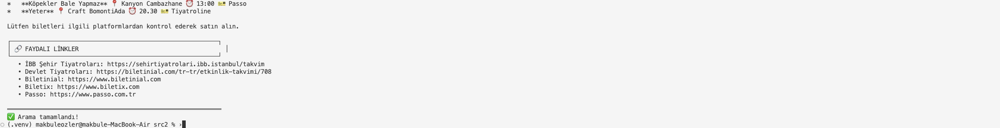 *   **Köpekler Bale Yapmaz** 📍 Kanyon Cambazhane ⏰ 13:00 🎫 Passo
*   **Yeter** 📍 Craft BomontiAda ⏰ 20.30 🎫 Tiyatroline
Lütfen biletleri ilgili platformlardan kontrol ederek satın alın.
🔗 FAYDALI LİNKLER
• İBB Şehir Tiyatroları: https://sehirtiyatrolari.ibb.istanbul/takvim
• Devlet Tiyatroları: https://biletinial.com/tr-tr/etkinlik-takvimi/708
• Biletinial: https://www.biletinial.com
• Biletix: https://www.biletix.com
• Passo: https://www.passo.com.tr
✅ Arama tamamlandı!
(.venv) makbuleozler@makbule-MacBook-Air src2 % ›